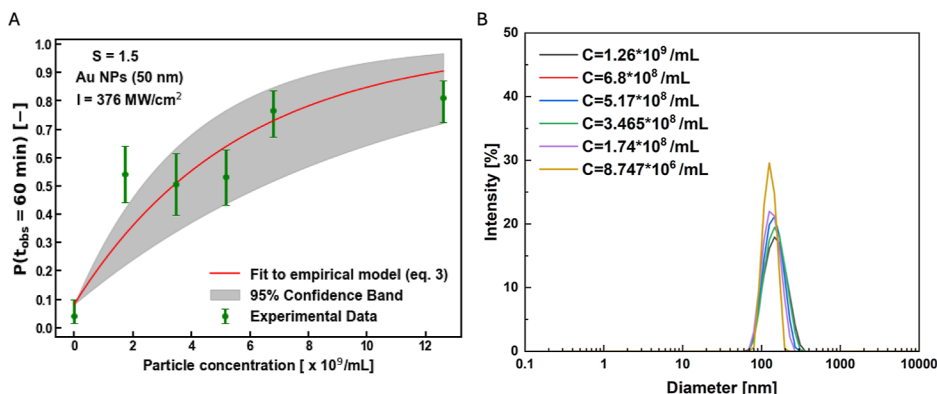 A
S = 1.5
Au NPs (50 nm)
I = 376 MW/cm²
P(t_obs = 60 min) [–]
1.0
0.9
0.8
0.7
0.6
0.5
0.4
0.3
0.2
0.1
0.0
Fit to empirical model (eq. 3)
95% Confidence Band
Experimental Data
0 2 4 6 8 10 12
Particle concentration [ x 10⁹/mL]
B
C=1.26*10⁹ /mL
C=6.8*10⁸ /mL
C=5.17*10⁸ /mL
C=3.465*10⁸ /mL
C=1.74*10⁸ /mL
C=8.747*10⁶ /mL
Intensity [%]
50
40
30
20
10
0
0.1 1 10 100 1000 10000
Diameter [nm]